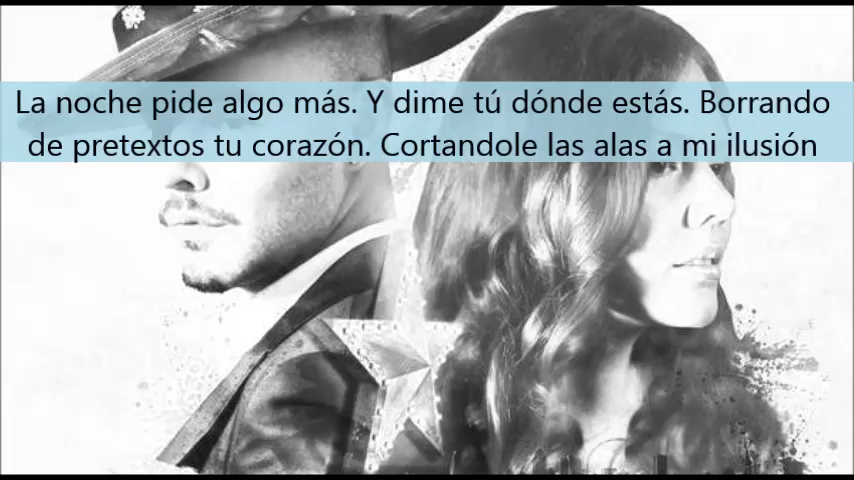 La noche pide algo más. Y dime tú dónde estás. Borrando
de pretextos tu corazón. Cortandole las alas a mi ilusión